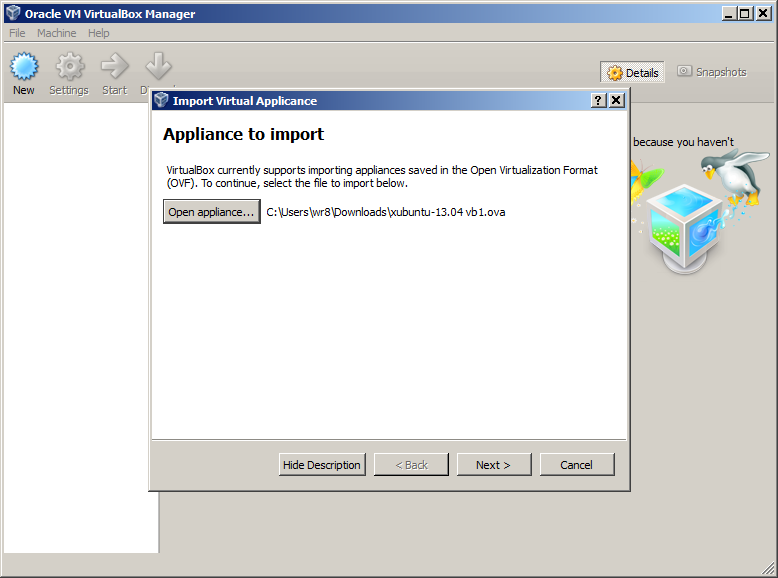 Oracle VM VirtualBox Manager
File Machine Help
New Settings Start
Details Snapshots
Import Virtual Applicance
Appliance to import
because you haven't
VirtualBox currently supports importing appliances saved in the Open Virtualization Format
(OVF). To continue, select the file to import below.
Open appliance... C:\Users\wr8\Downloads\xubuntu-13.04 vb1.ova
Hide Description < Back Next > Cancel